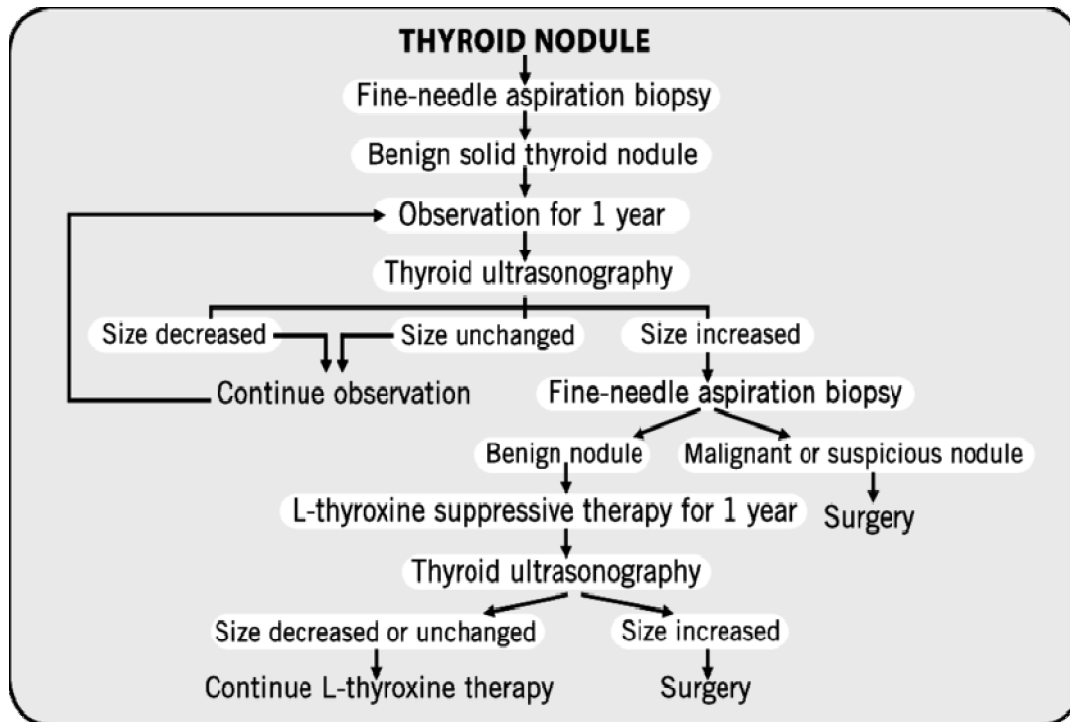 THYROID NODULE
Fine-needle aspiration biopsy
Benign solid thyroid nodule
Observation for 1 year
Thyroid ultrasonography
Size decreased
Size unchanged
Size increased
Continue observation
Fine-needle aspiration biopsy
Benign nodule
Malignant or suspicious nodule
L-thyroxine suppressive therapy for 1 year
Surgery
Thyroid ultrasonography
Size decreased or unchanged
Size increased
Continue L-thyroxine therapy
Surgery